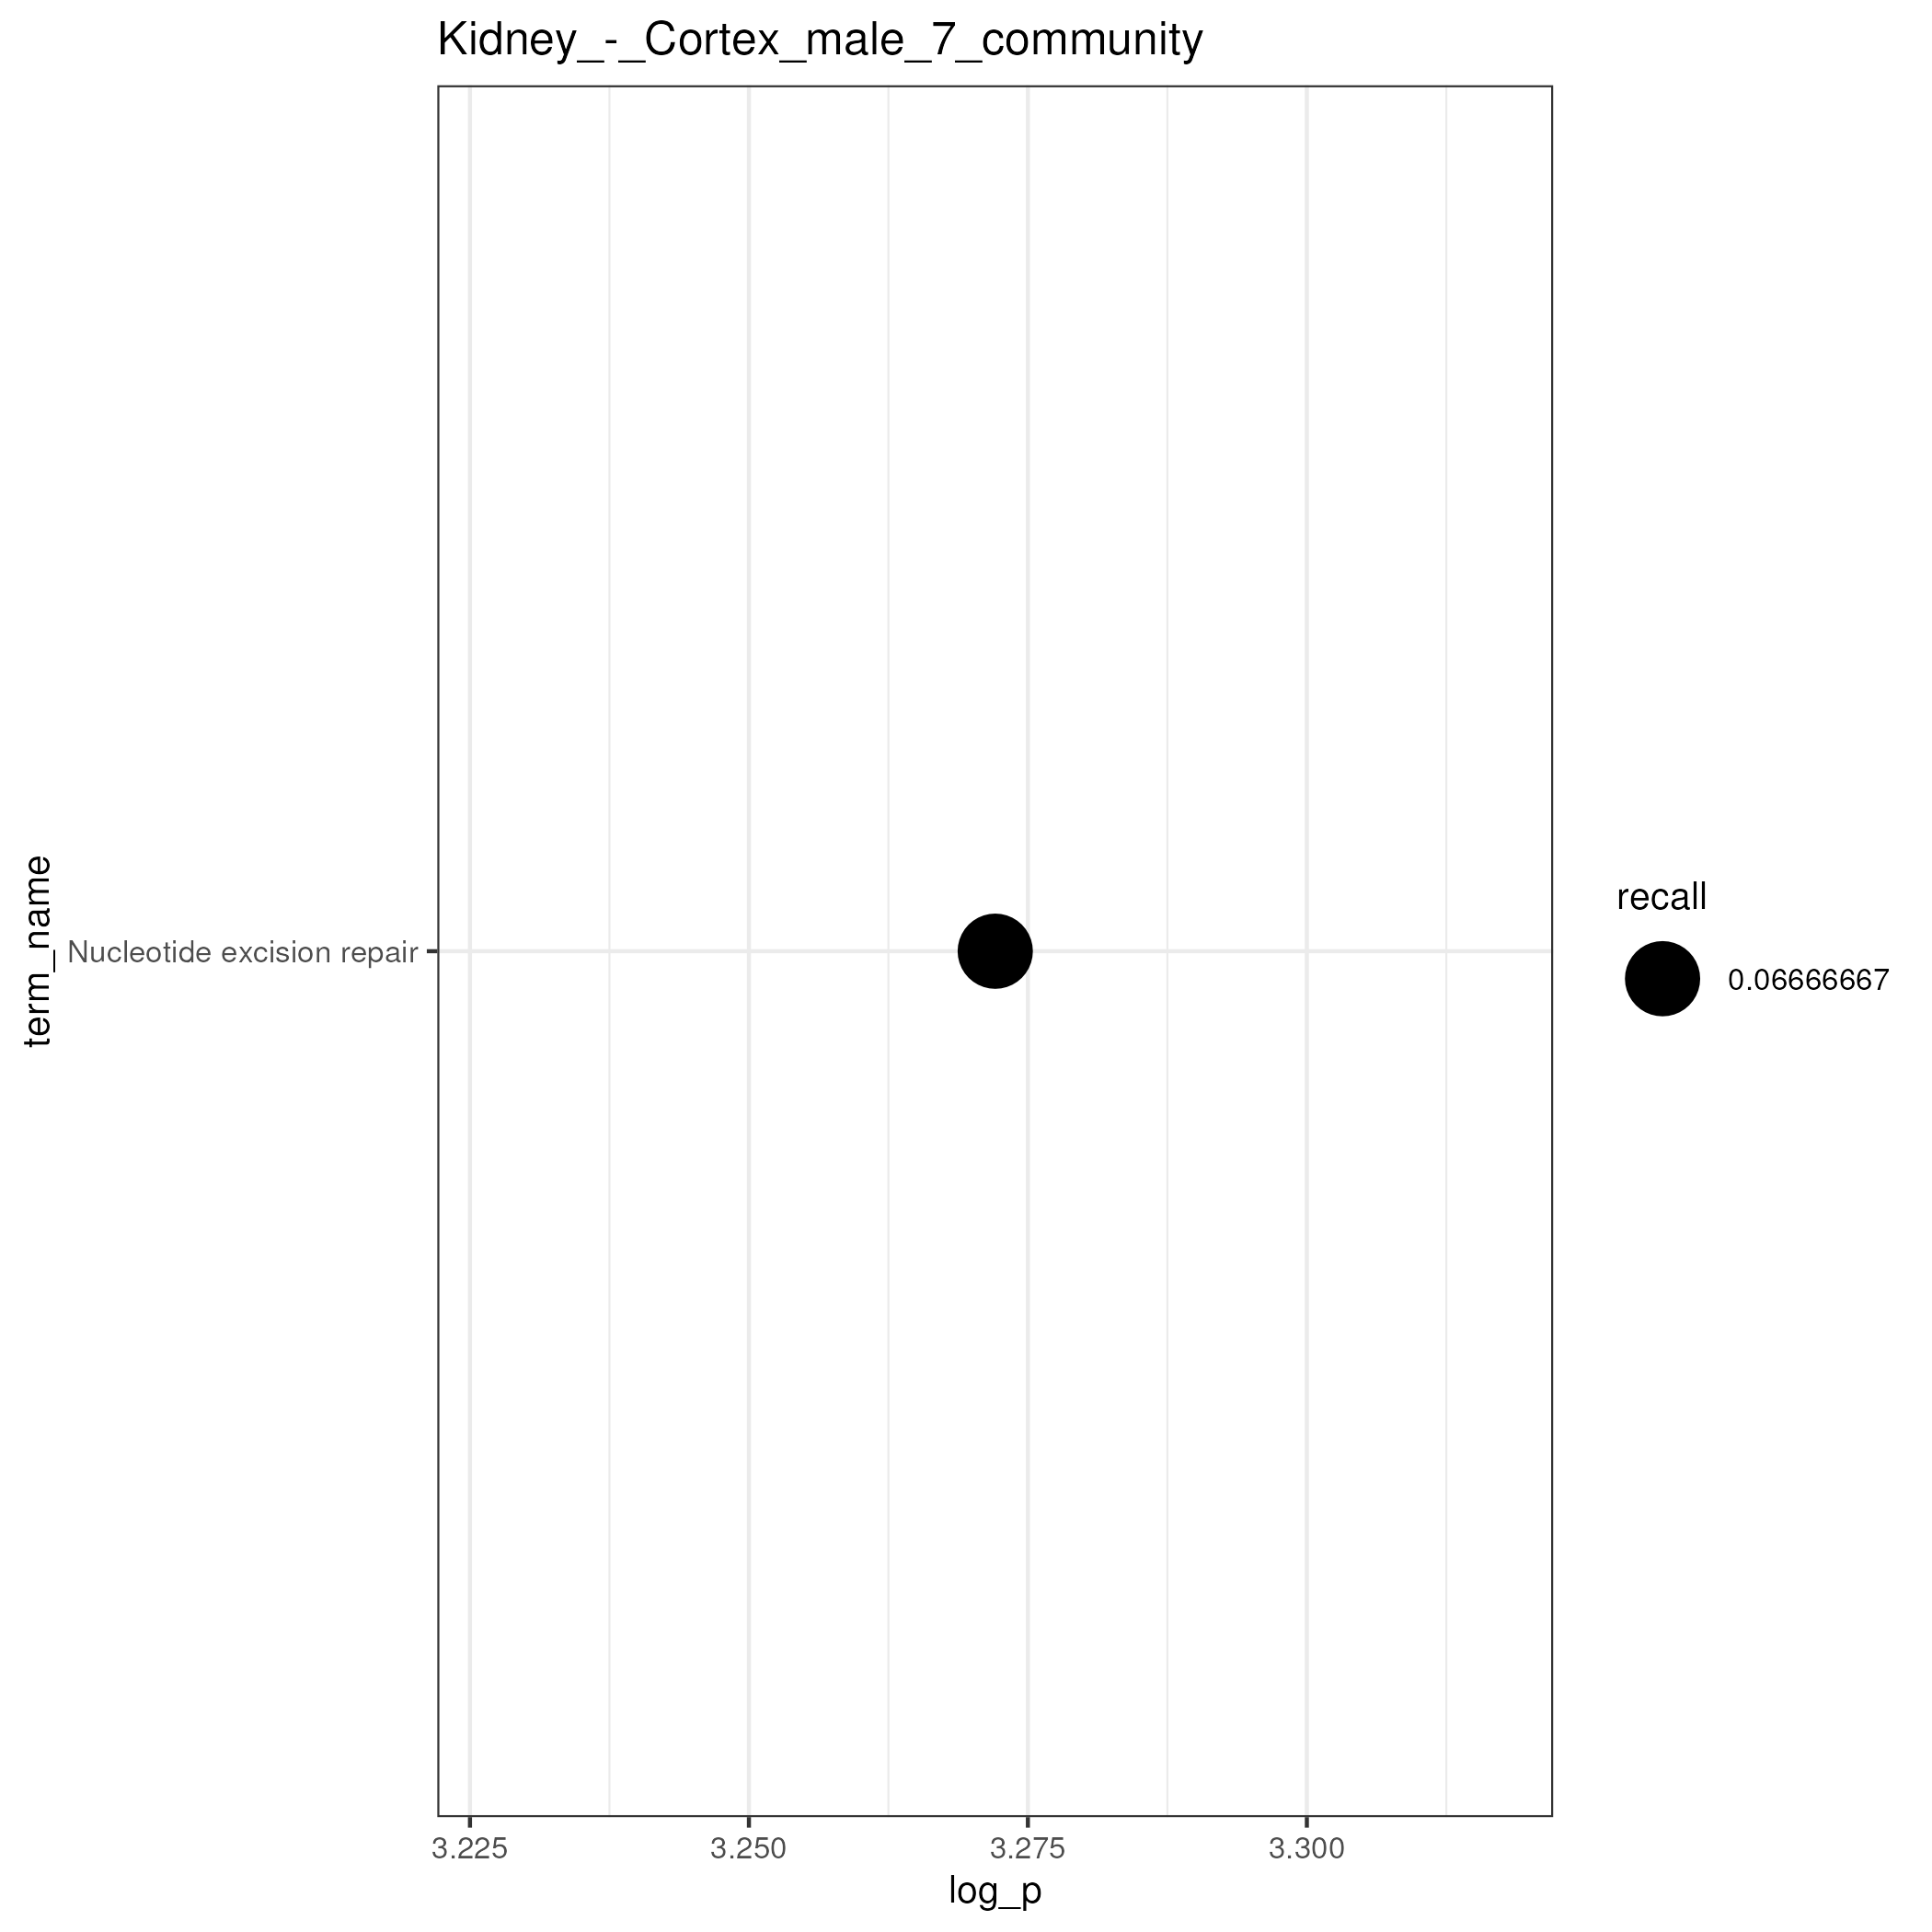 Kidney_-_Cortex_male_7_community
term_name
Nucleotide excision repair
recall
0.06666667
3.225
3.250
3.275
3.300
log_p